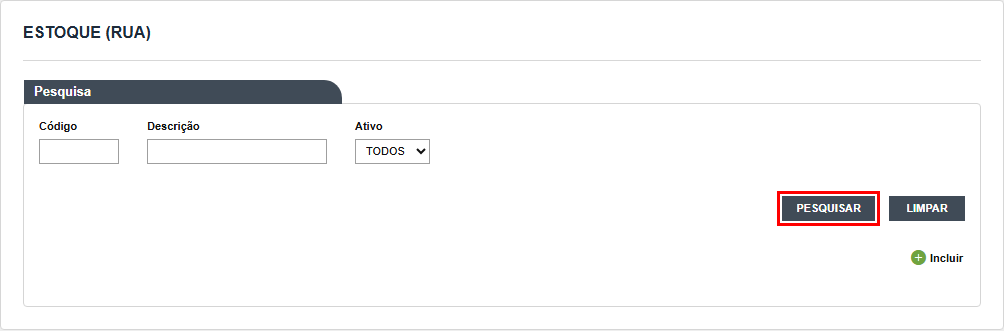 ESTOQUE (RUA)
Pesquisa
Código Descrição Ativo
TODOS
PESQUISAR LIMPAR
Incluir